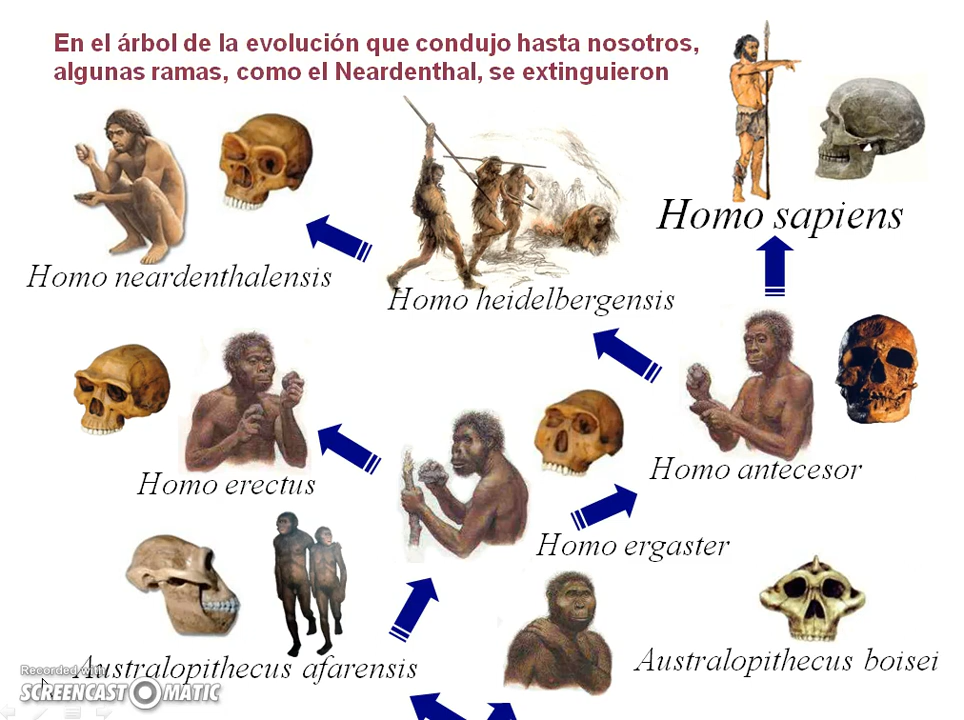 En el árbol de la evolución que condujo hasta nosotros,
algunas ramas, como el Neardenthal, se extinguieron
Homo sapiens
Homo neardenthalensis
Homo heidelbergensis
Homo erectus
Homo antecesor
Homo ergaster
Australopithecus afarensis
Australopithecus boisei
Recorded with
SCREENCAST MATIC